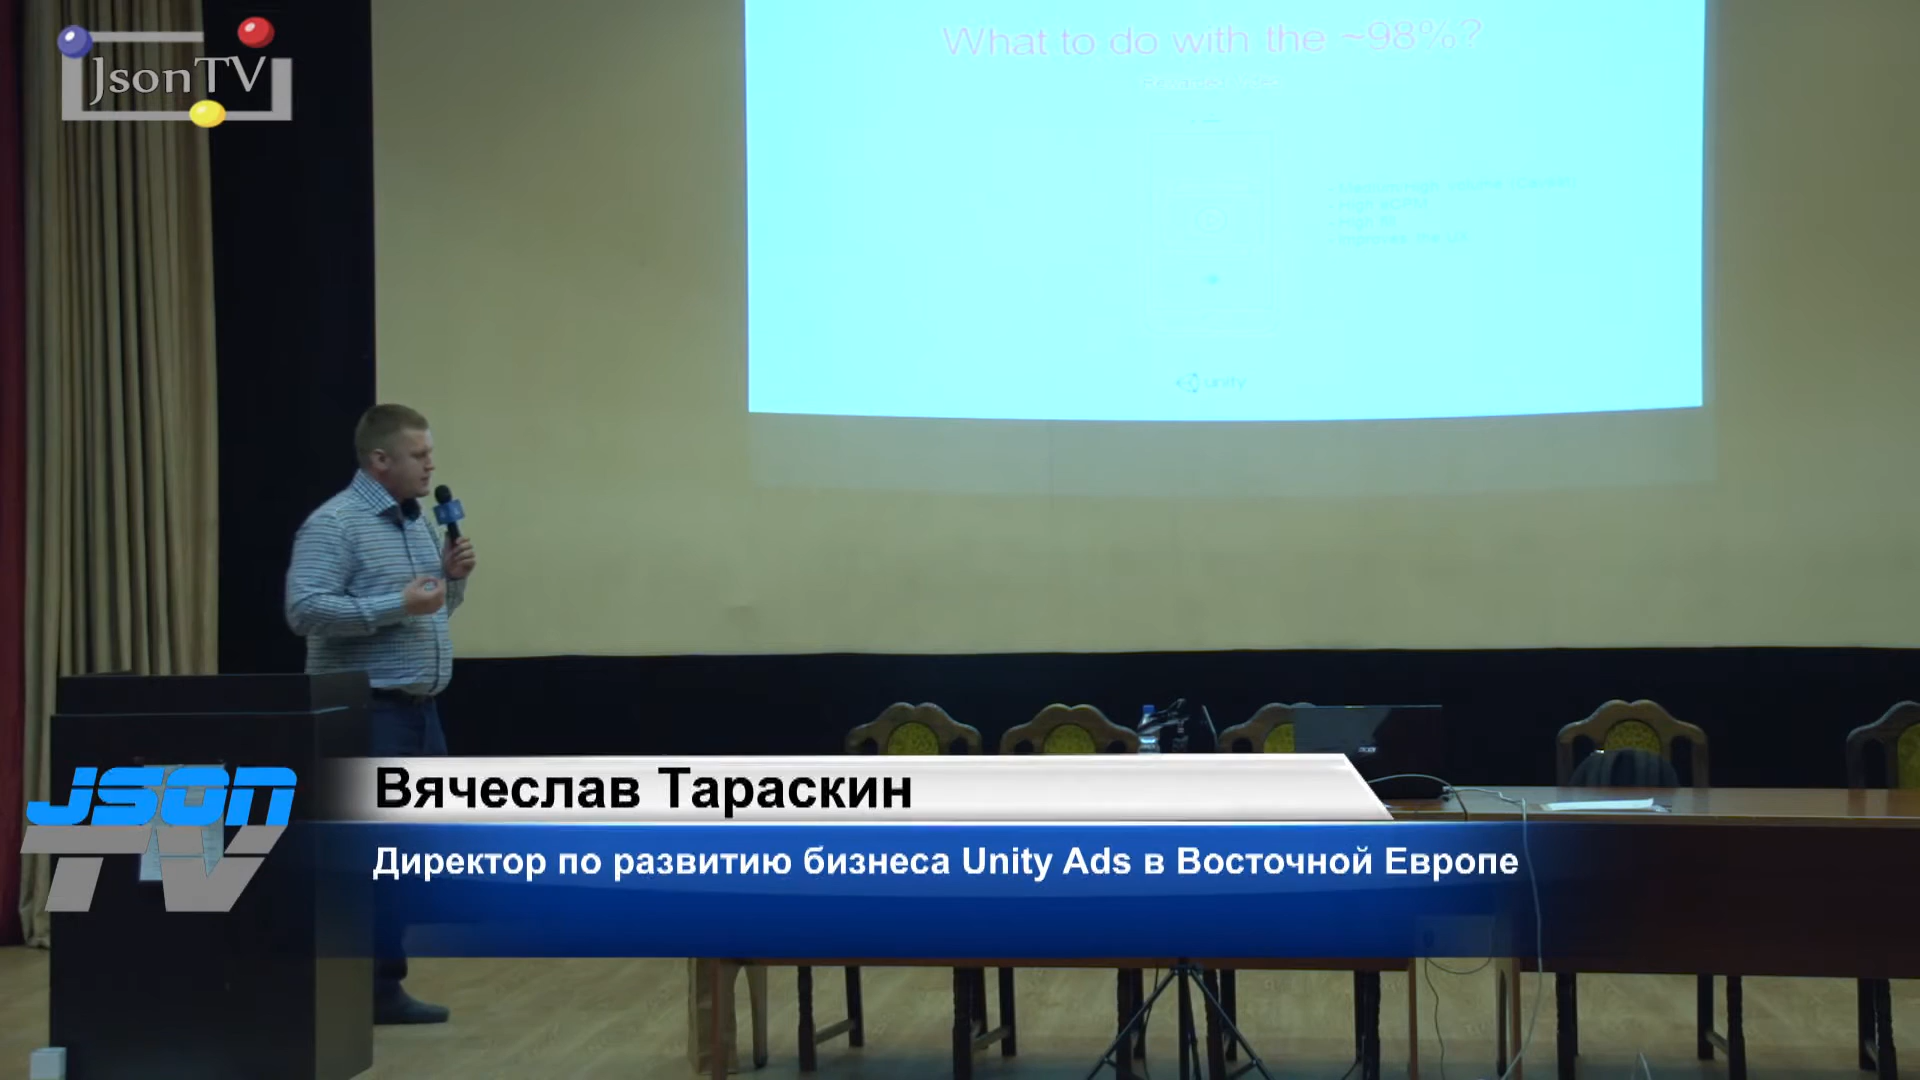 JsonTV
What to do with the ~98%?
unity
JSON
TV
Вячеслав Тараскин
Директор по развитию бизнеса Unity Ads в Восточной Европе